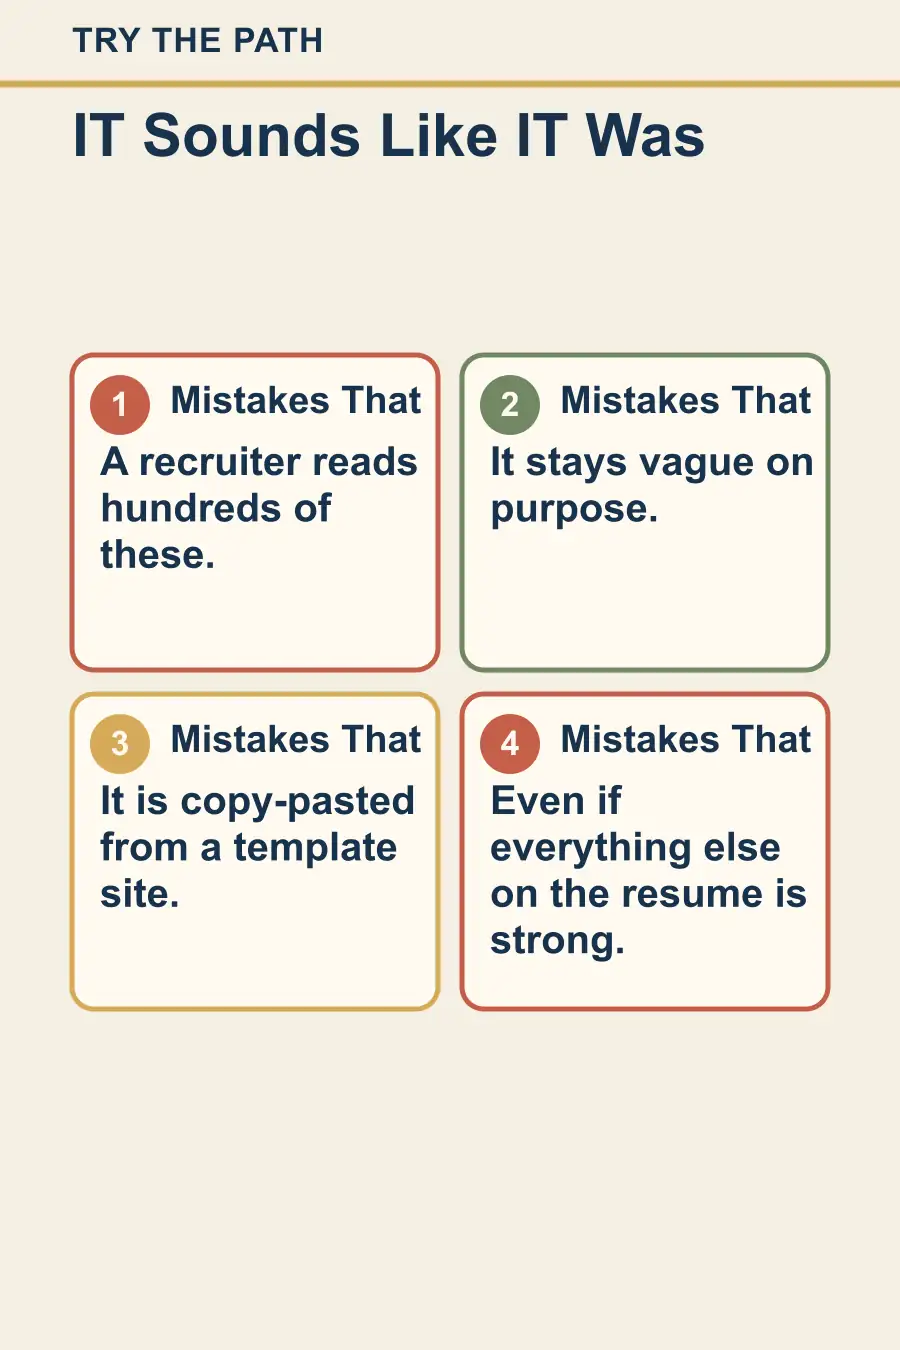 TRY THE PATH
IT Sounds Like IT Was
1 Mistakes That
A recruiter reads
hundreds of
these.
2 Mistakes That
It stays vague on
purpose.
3 Mistakes That
It is copy-pasted
from a template
site.
4 Mistakes That
Even if
everything else
on the resume is
strong.